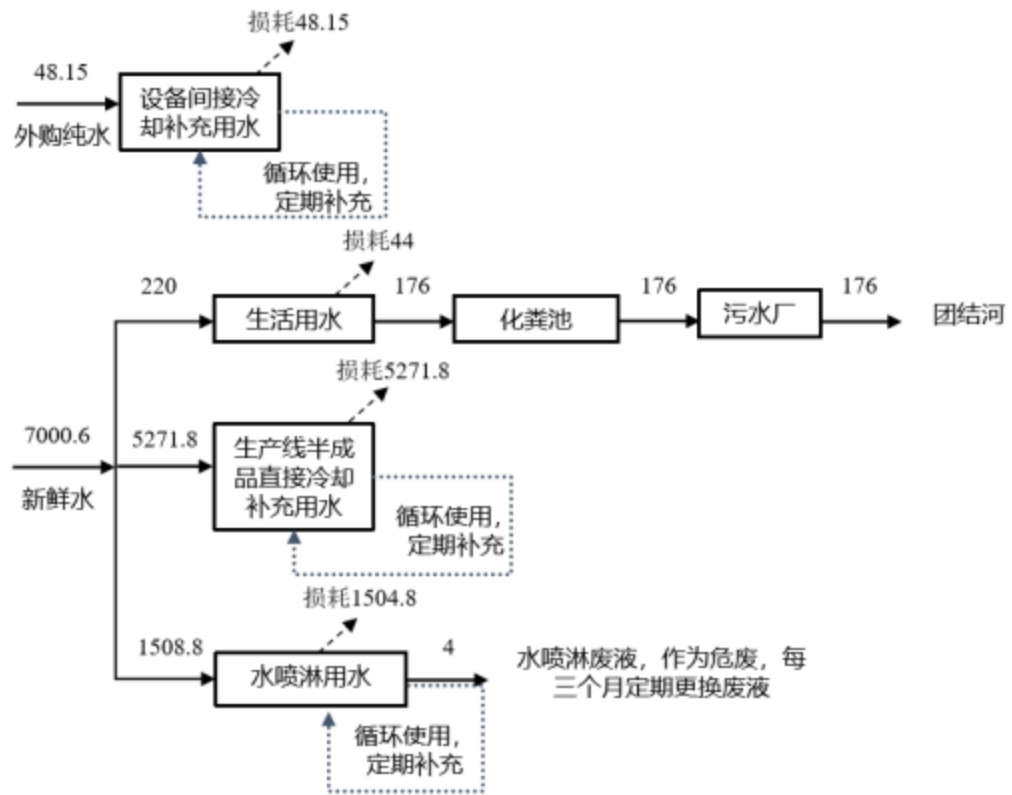 损耗48.15
48.15
外购纯水
设备间接冷
却补充用水
循环使用，
定期补充
损耗44
220
生活用水
176
化粪池
176
污水厂
176
团结河
损耗5271.8
7000.6
新鲜水
5271.8
生产线半成
品直接冷却
补充用水
循环使用，
定期补充
损耗1504.8
1508.8
水喷淋用水
4
水喷淋废液，作为危废，每
三个月定期更换废液
循环使用，
定期补充